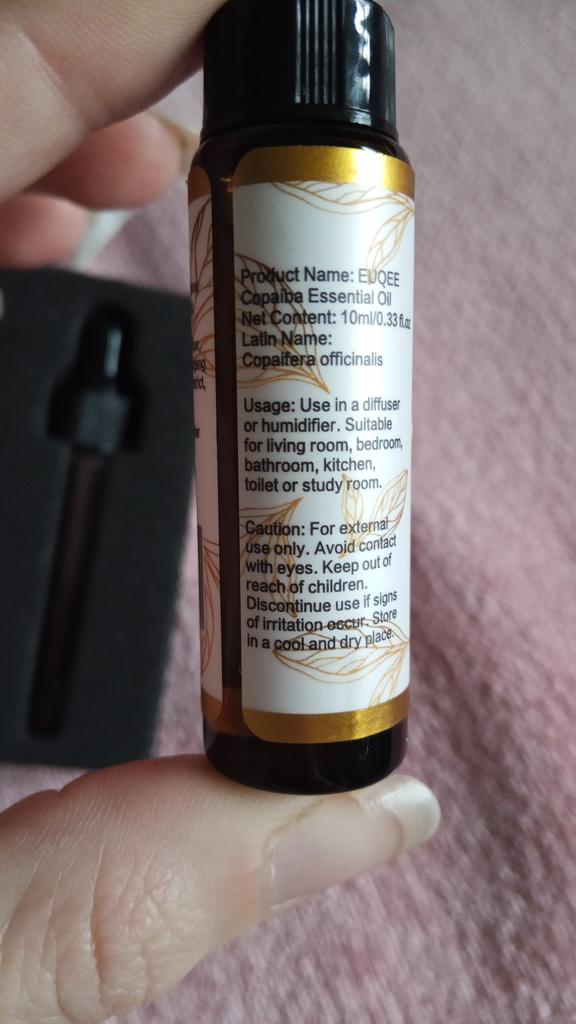 Product Name: EUQEE
Copaiba Essential Oil
Net Content: 10ml/0.33 fl.oz
Latin Name:
Copaifera officinalis
Usage: Use in a diffuser
or humidifier. Suitable
for living room, bedroom,
bathroom, kitchen,
toilet or study room.
Caution: For external
use only. Avoid contact
with eyes. Keep out of
reach of children.
Discontinue use if signs
of irritation occur. Store
in a cool and dry place.